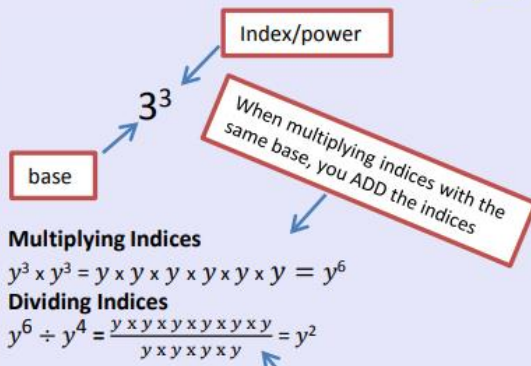 Index/power
3³
When multiplying indices with the
same base, you ADD the indices
base
Multiplying Indices
y³ x y³ = y x y x y x y x y x y = y⁶
Dividing Indices
y⁶ ÷ y⁴ = y x y x y x y x y x y / y x y x y x y = y²